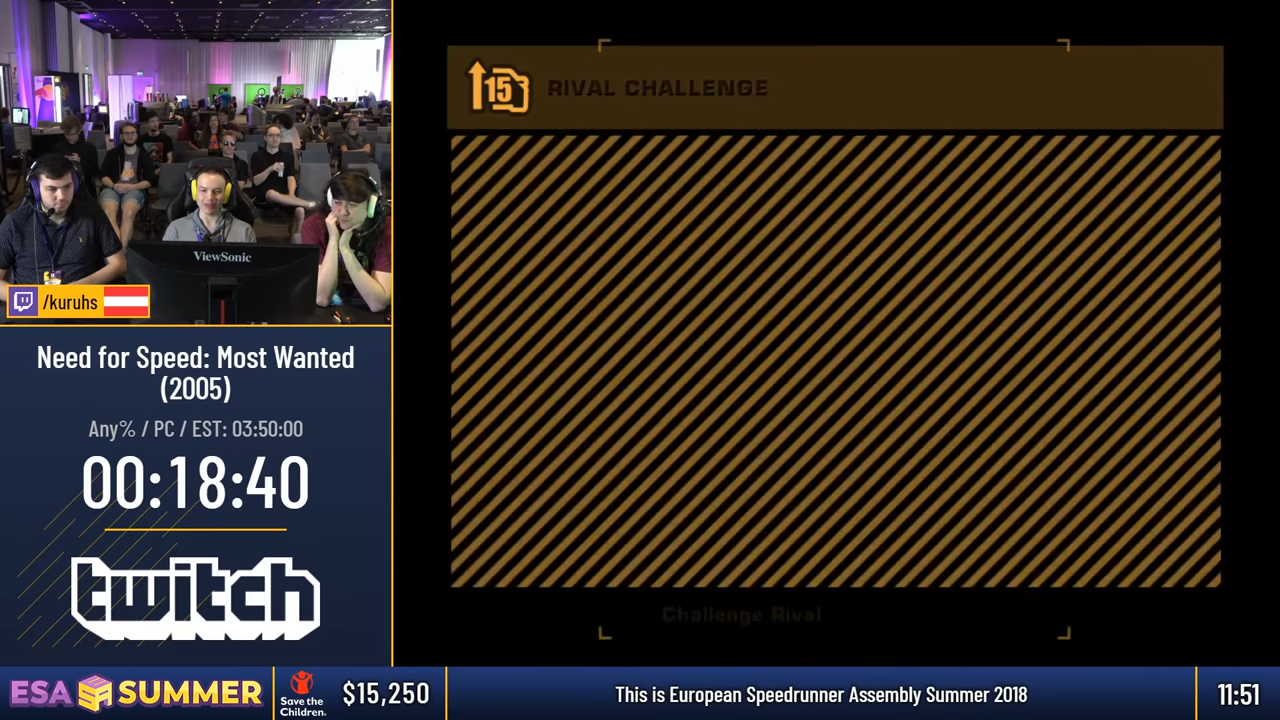 15
RIVAL CHALLENGE
ViewSonic
/kuruhs
Need for Speed: Most Wanted
(2005)
Any% / PC / EST: 03:50:00
00:18:40
twitch
Challenge Rival
ESA SUMMER
Save the
Children.
$15,250
This is European Speedrunner Assembly Summer 2018
11:51